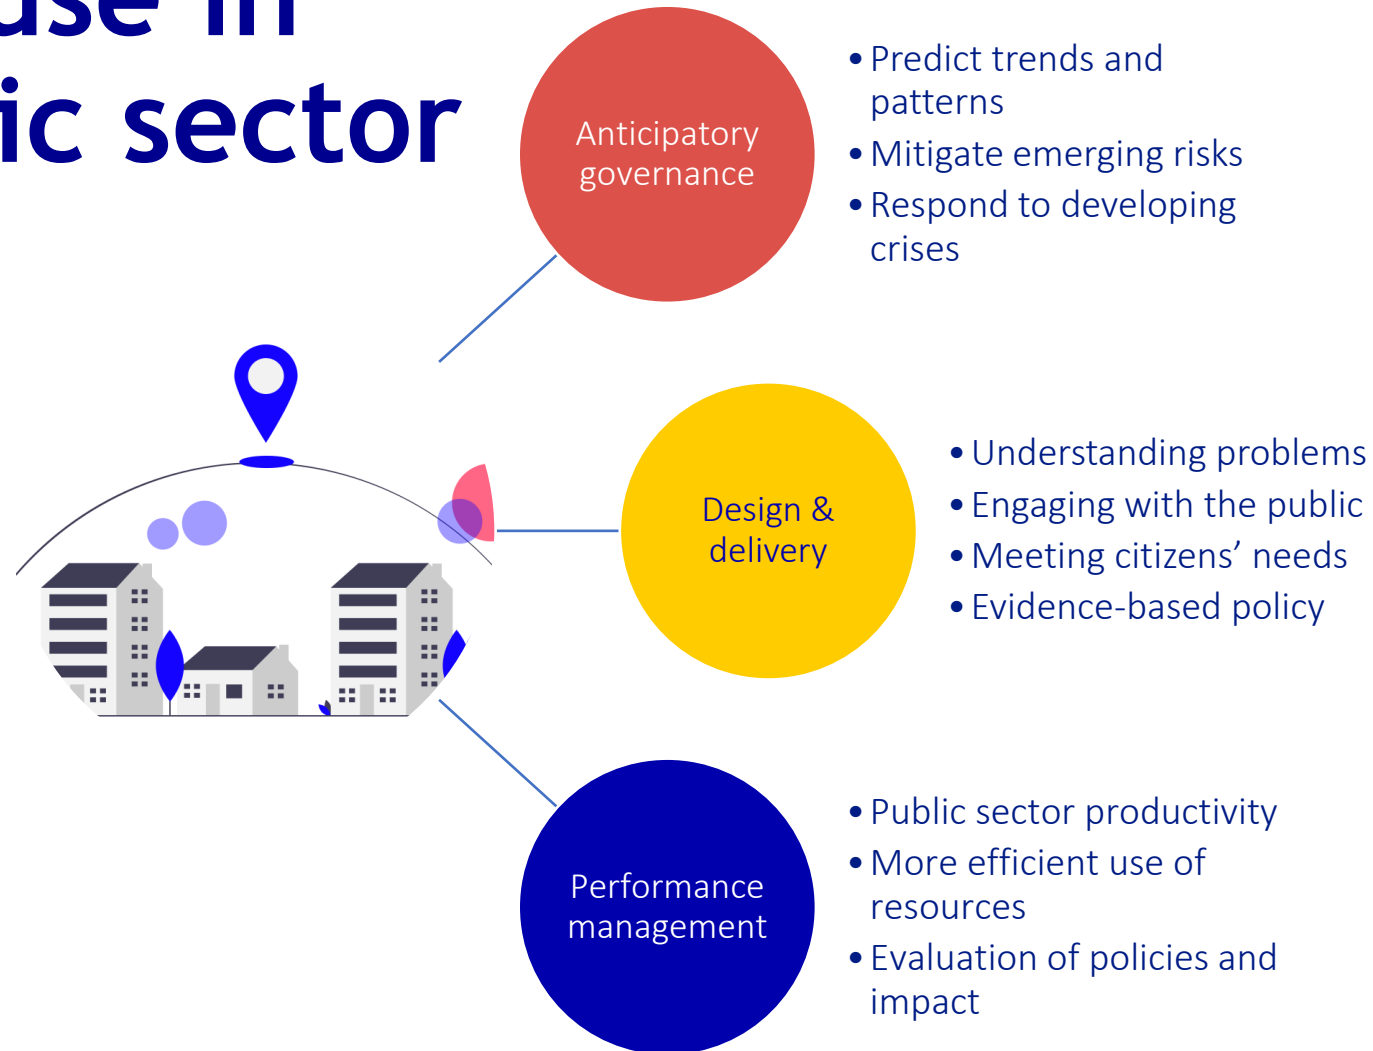 use in
ic sector
Anticipatory
governance
• Predict trends and
patterns
• Mitigate emerging risks
• Respond to developing
crises
Design &
delivery
• Understanding problems
• Engaging with the public
• Meeting citizens’ needs
• Evidence-based policy
Performance
management
• Public sector productivity
• More efficient use of
resources
• Evaluation of policies and
impact